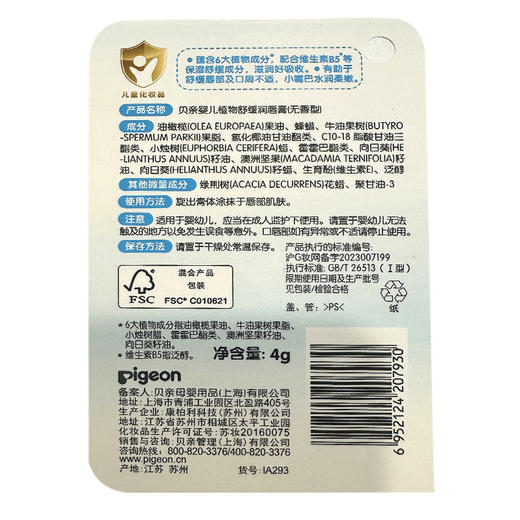 • 蕴含6大植物成分*，配合维生素B5*等
保湿舒缓成分，滋润好吸收。• 有助于
舒缓唇部及口周不适，小嘴巴水润柔嫩。
儿童化妆品
产品名称 贝亲婴儿植物舒缓润唇膏(无香型)
成分 油橄榄(OLEA EUROPAEA)果油、蜂蜡、牛油果树(BUTYRO
-SPERMUM PARKII)果脂、氢化椰油甘油酯类、C10-18 脂酸甘油三
酯类、小烛树(EUPHORBIA CERIFERA)蜡、霍霍巴酯类、向日葵(HE
-LIANTHUS ANNUUS)籽油、澳洲坚果(MACADAMIA TERNIFOLIA)籽
油、向日葵(HELIANTHUS ANNUUS)籽蜡、生育酚(维生素E)、泛醇
其他微量成分 绿荆树(ACACIA DECURRENS)花蜡、聚甘油-3
使用方法 旋出膏体涂抹于唇部肌肤。
注意 适用于婴幼儿，应当在成人监护下使用。请置于婴幼儿无法
触及的地方以免发生误食等意外。口唇部如有异常或不适请停止使用。
保存方法 请置于干燥处常温保存。
产品执行的标准编号:
沪G妆网备字2023007199
执行标准: GB/T 26513 (Ⅰ型)
限期使用日期及生产批号
见包装/检验合格
盖、管: >PS<
纸
FSC
混合产品
包装
FSC® C010621
• 6大植物成分指油橄榄果油、牛油果树果脂、
小烛树蜡、霍霍巴酯类、澳洲坚果籽油、
向日葵籽油。
• 维生素B5指泛醇。
净含量: 4g
pigeon
备案人: 贝亲母婴用品(上海)有限公司
地址: 上海市青浦工业园区北盈路405号
生产企业: 康柏利科技(苏州)有限公司
地址: 江苏省苏州市相城区太平工业园
化妆品生产许可证号: 苏妆20160075
销售与咨询: 贝亲管理(上海)有限公司
咨询热线: 800-820-3376/400-820-3376
www.pigeon.cn
产地: 江苏 苏州 货号: IA293
6 952124 207930